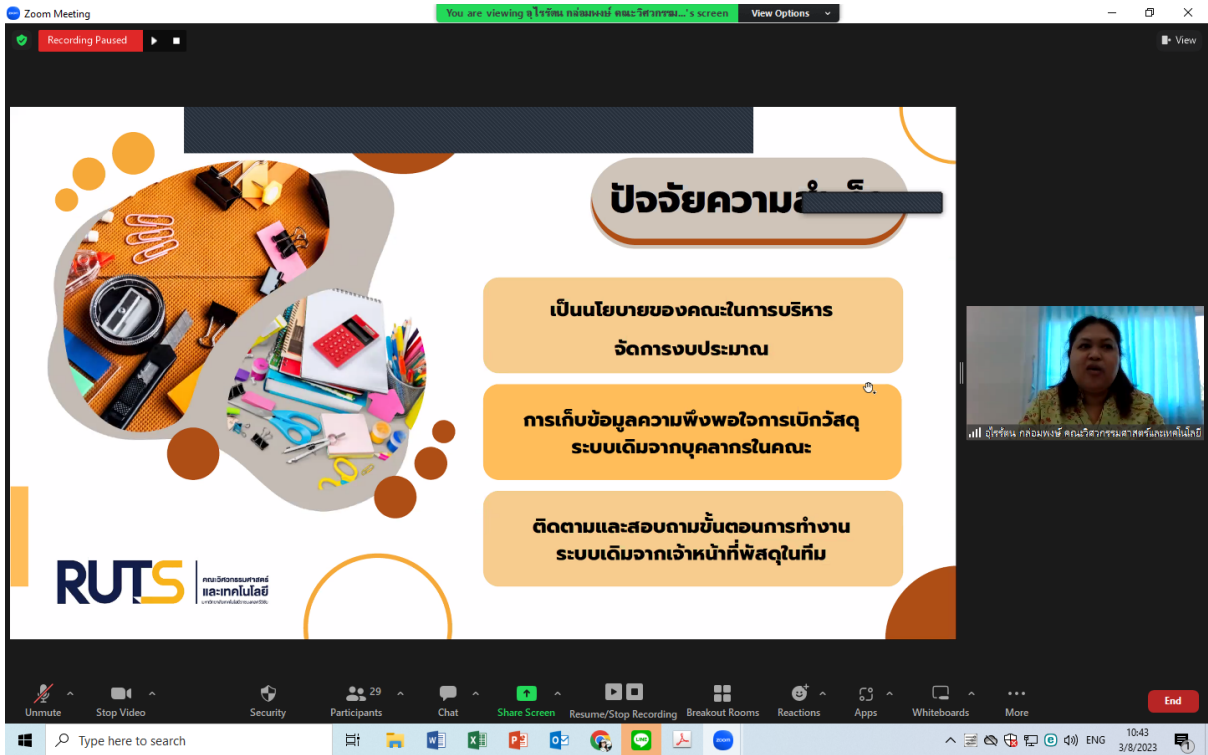 Zoom Meeting
You are viewing อุไรรัตน กล่อมพงษ์ คณะวิศวกรรม...'s screen
View Options
Recording Paused
View
ปัจจัยความสำเร็จ
เป็นนโยบายของคณะในการบริหาร
จัดการงบประมาณ
การเก็บข้อมูลความพึงพอใจการเบิกวัสดุ
ระบบเดิมจากบุคลากรในคณะ
ติดตามและสอบถามขั้นตอนการทำงาน
ระบบเดิมจากเจ้าหน้าที่พัสดุในทีม
RUTS
คณะวิศวกรรมศาสตร์
และเทคโนโลยี
อุไรรัตน กล่อมพงษ์ คณะวิศวกรรมศาสตร์และเทคโนโลยี
Unmute
Stop Video
Security
29
Participants
Chat
Share Screen
Resume/Stop Recording
Breakout Rooms
Reactions
Apps
Whiteboards
More
End
Type here to search
ENG
10:43
3/8/2023